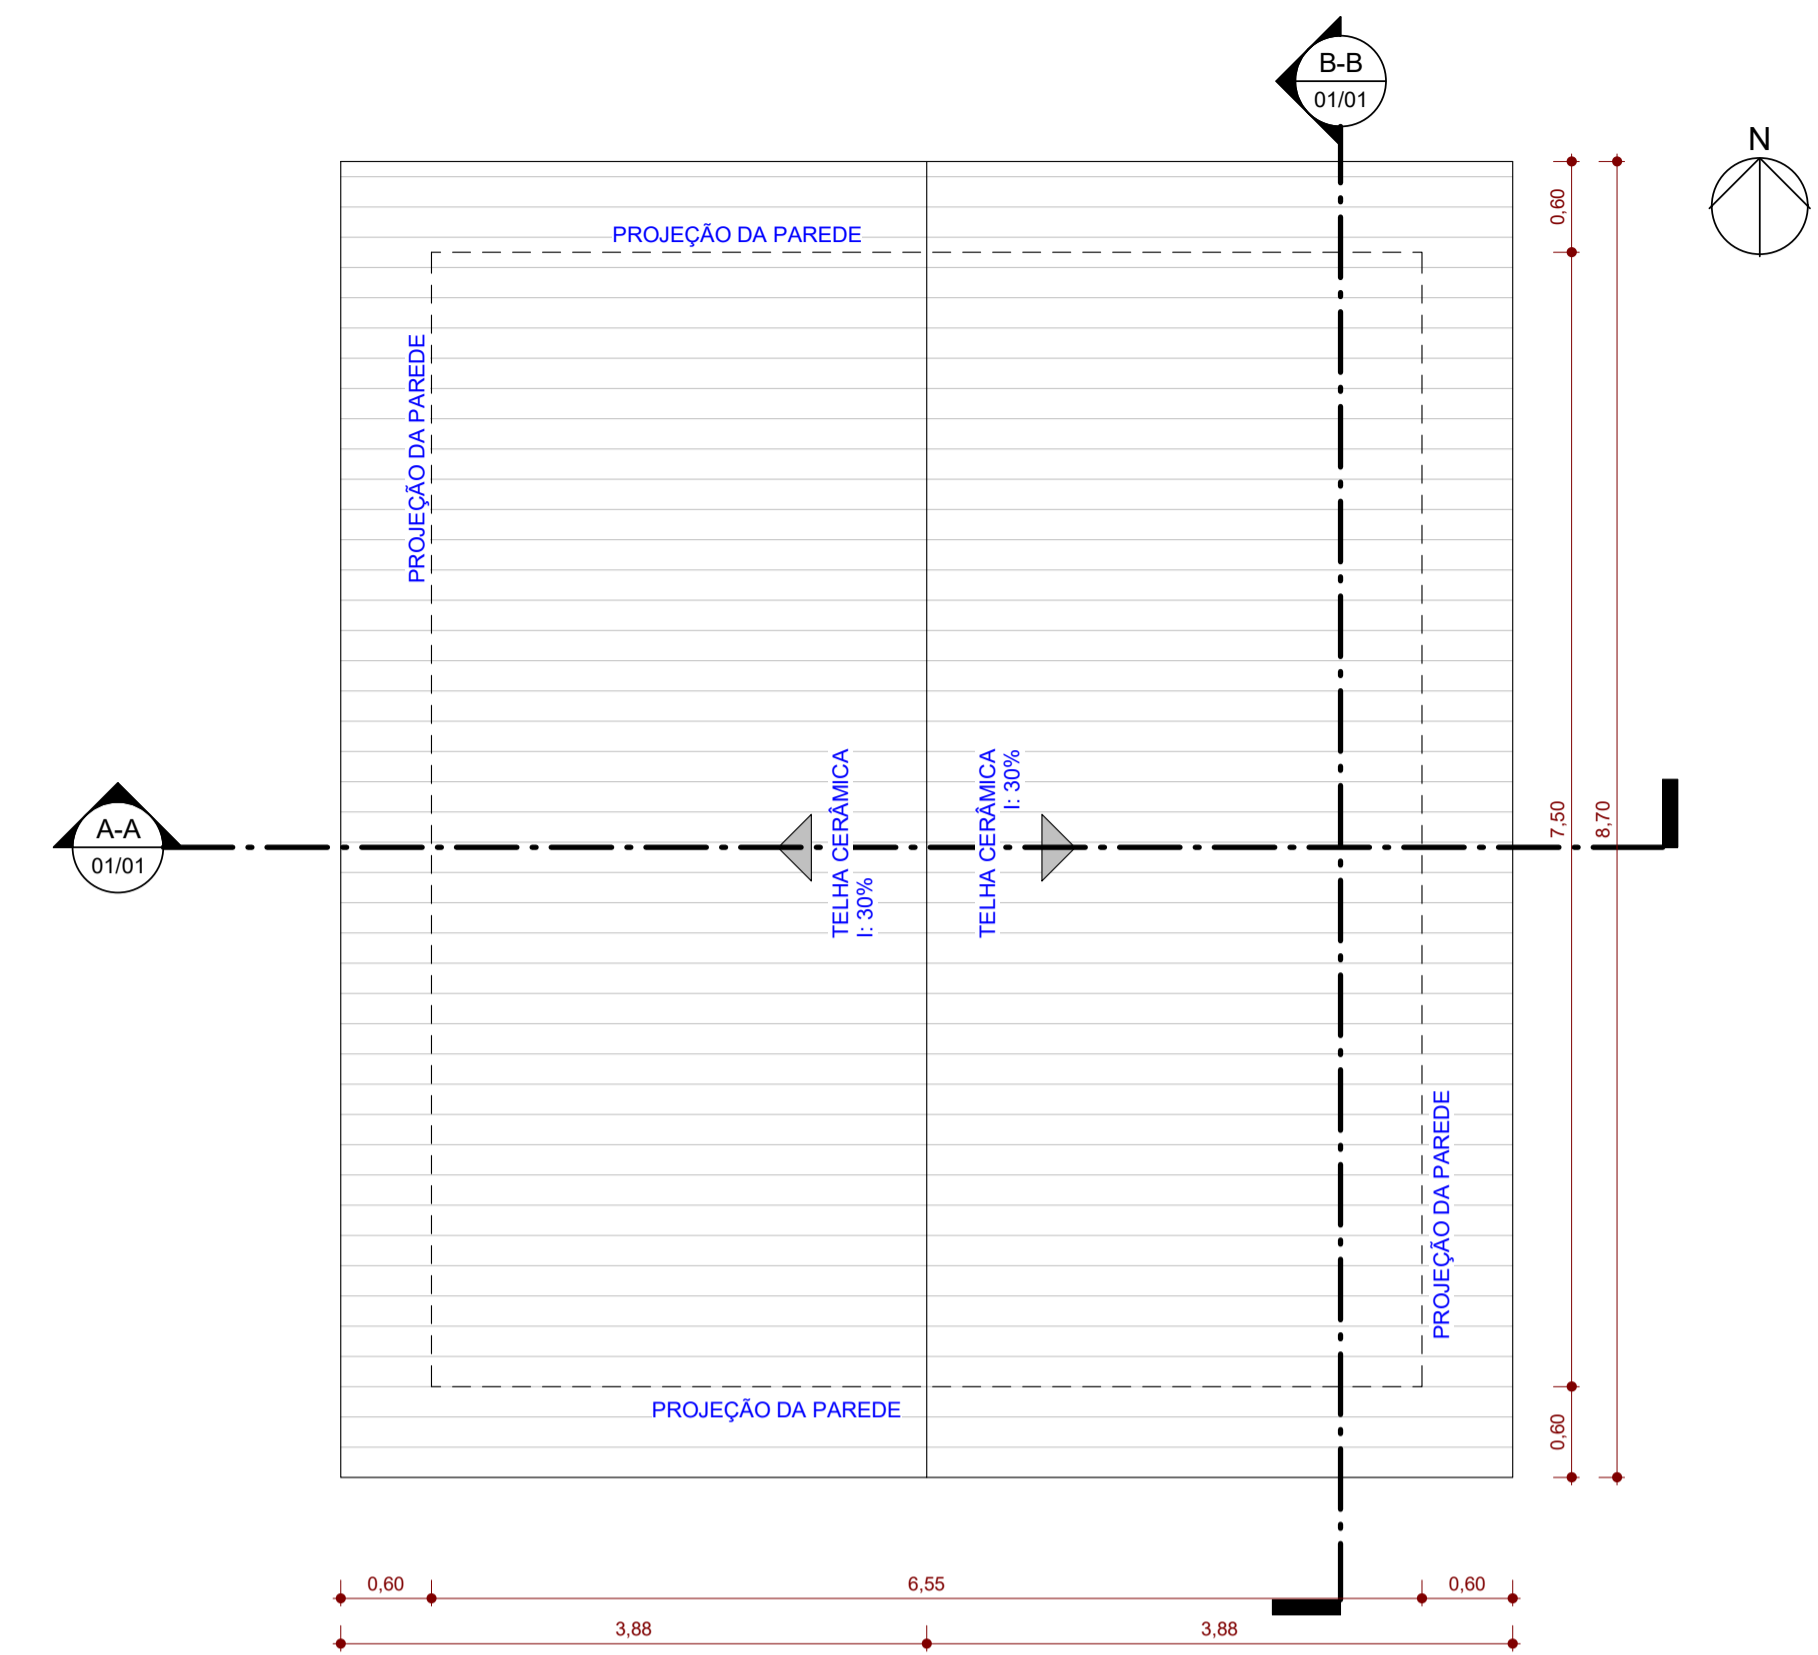 B-B
01/01
N
0,60
PROJEÇÃO DA PAREDE
PROJEÇÃO DA PAREDE
TELHA CERÂMICA
I: 30%
TELHA CERÂMICA
I: 30%
7,50
8,70
A-A
01/01
PROJEÇÃO DA PAREDE
PROJEÇÃO DA PAREDE
0,60
0,60
6,55
0,60
3,88
3,88